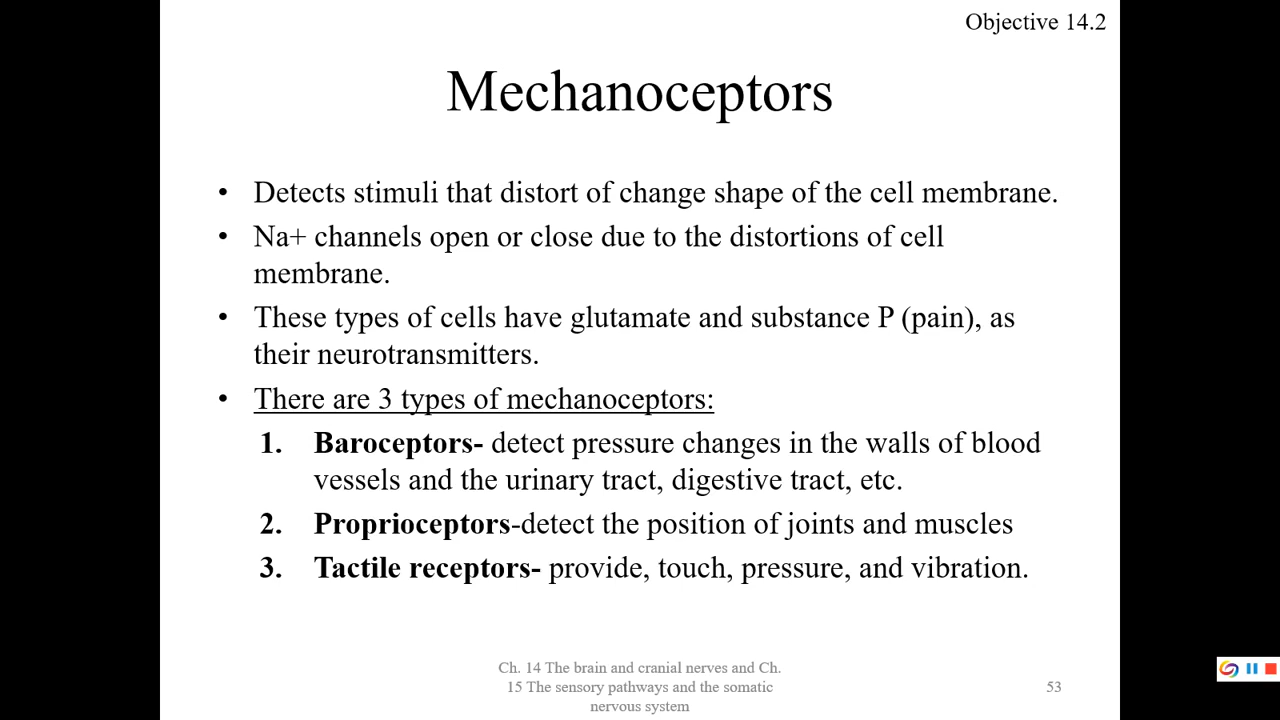 Objective 14.2
Mechanoceptors
• Detects stimuli that distort of change shape of the cell membrane.
• Na+ channels open or close due to the distortions of cell
membrane.
• These types of cells have glutamate and substance P (pain), as
their neurotransmitters.
• There are 3 types of mechanoceptors:
1. Baroceptors- detect pressure changes in the walls of blood
vessels and the urinary tract, digestive tract, etc.
2. Proprioceptors-detect the position of joints and muscles
3. Tactile receptors- provide, touch, pressure, and vibration.
Ch. 14 The brain and cranial nerves and Ch.
15 The sensory pathways and the somatic
nervous system
53